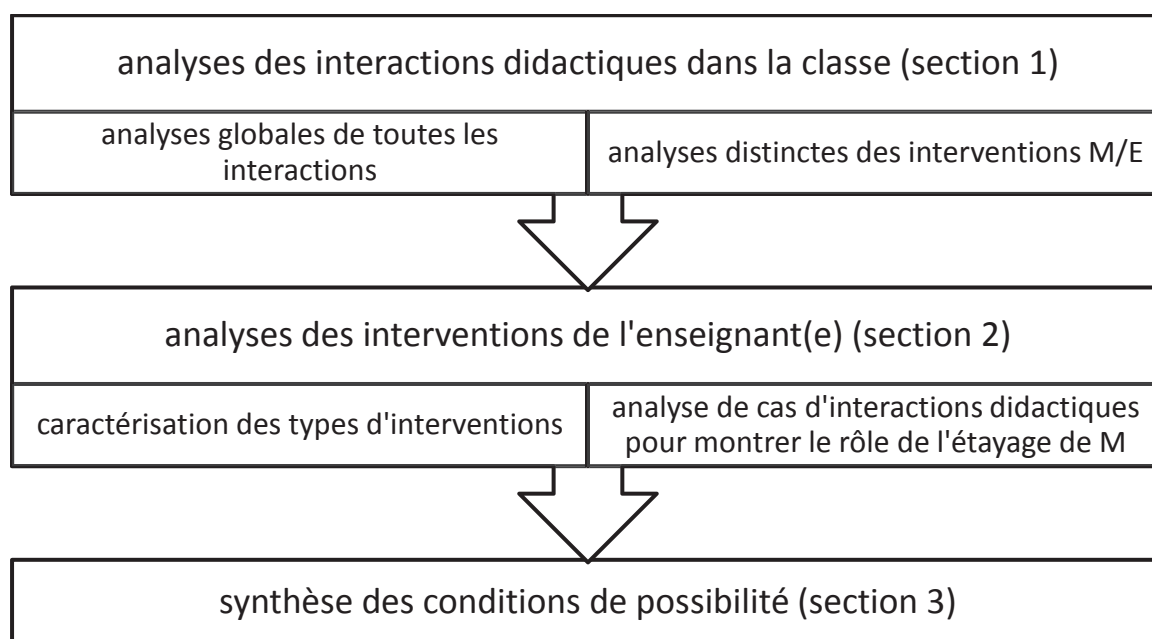 analyses des interactions didactiques dans la classe (section 1)
analyses globales de toutes les
interactions
analyses distinctes des interventions M/E
analyses des interventions de l'enseignant(e) (section 2)
caractérisation des types d'interventions
analyse de cas d'interactions didactiques
pour montrer le rôle de l'étayage de M
synthèse des conditions de possibilité (section 3)